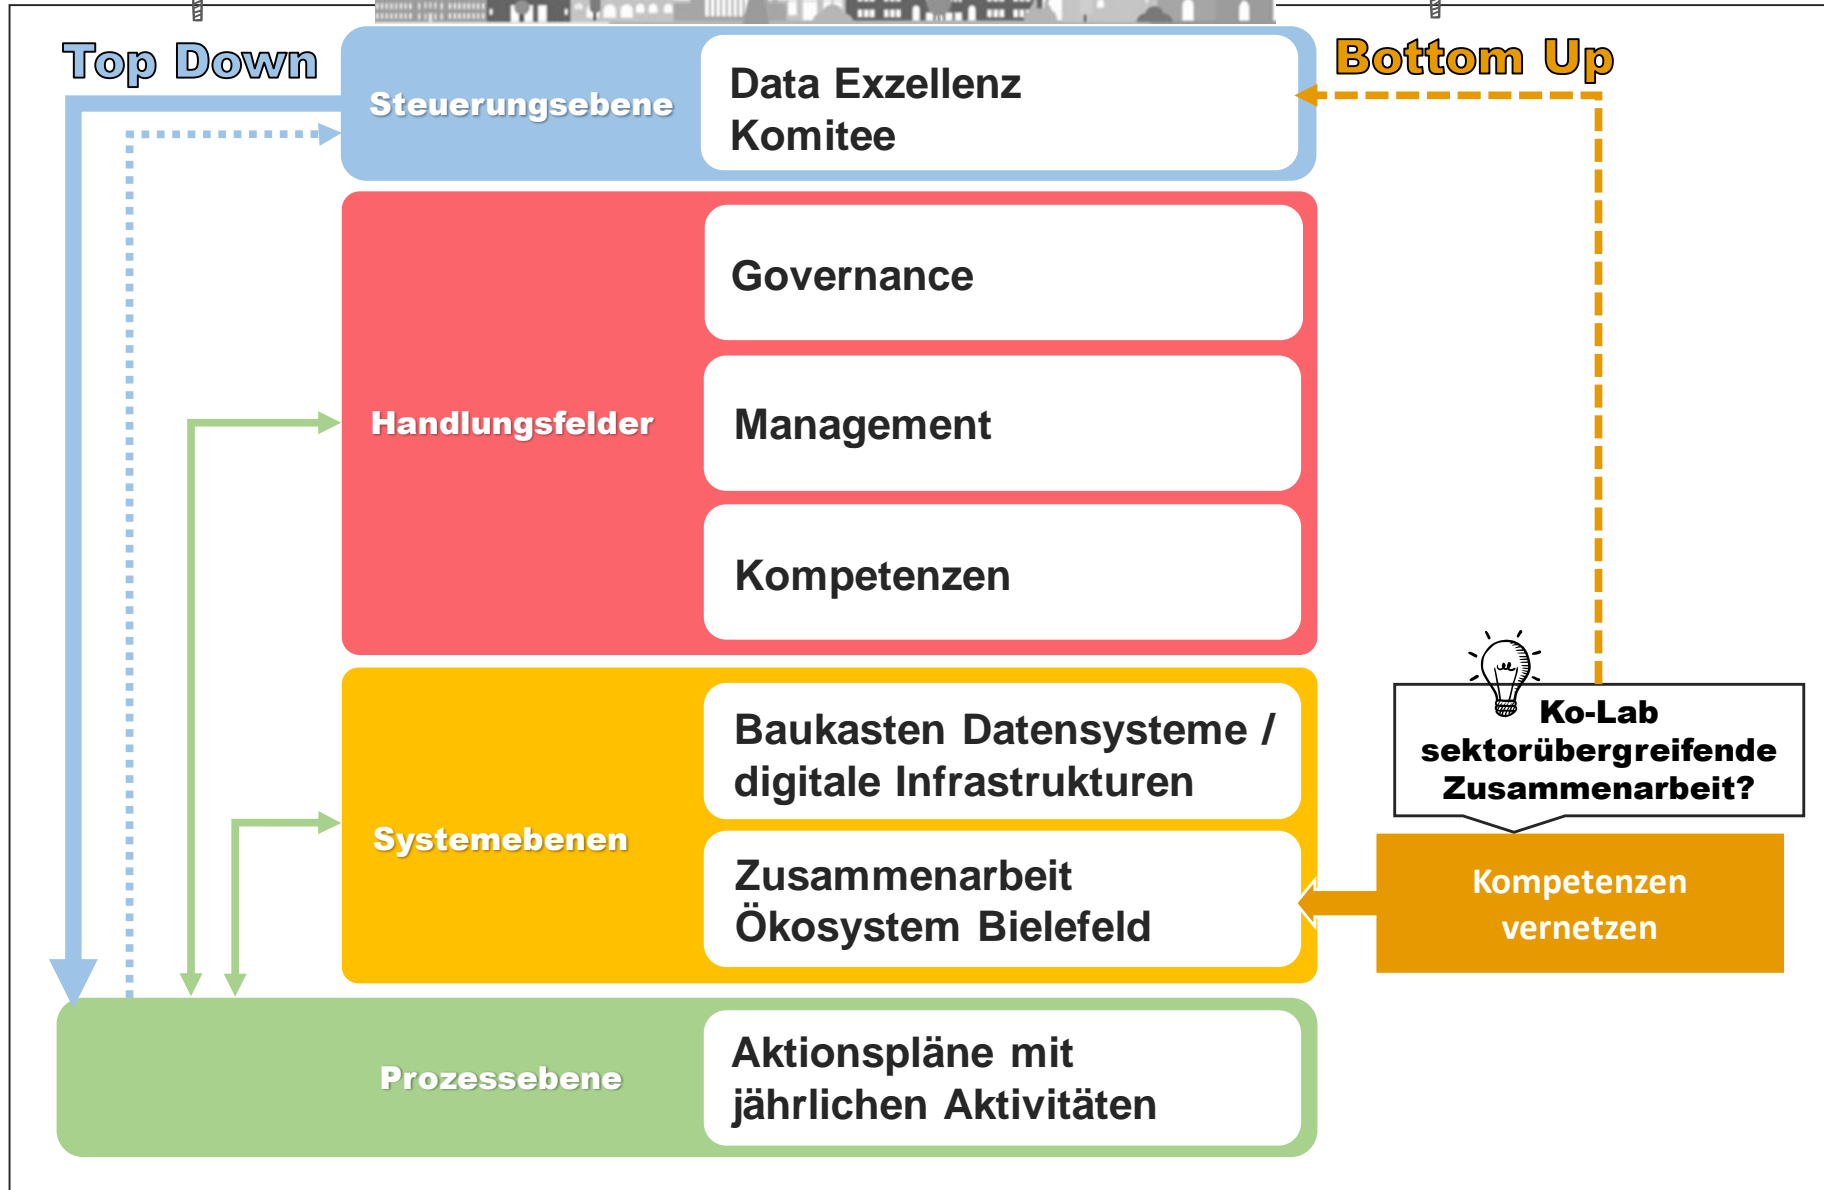 Top Down
Bottom Up
Steuerungsebene
Data Exzellenz
Komitee
Handlungsfelder
Governance
Management
Kompetenzen
Systemebenen
Baukasten Datensysteme /
digitale Infrastrukturen
Zusammenarbeit
Ökosystem Bielefeld
Ko-Lab
sektorübergreifende
Zusammenarbeit?
Kompetenzen
vernetzen
Prozessebene
Aktionspläne mit
jährlichen Aktivitäten